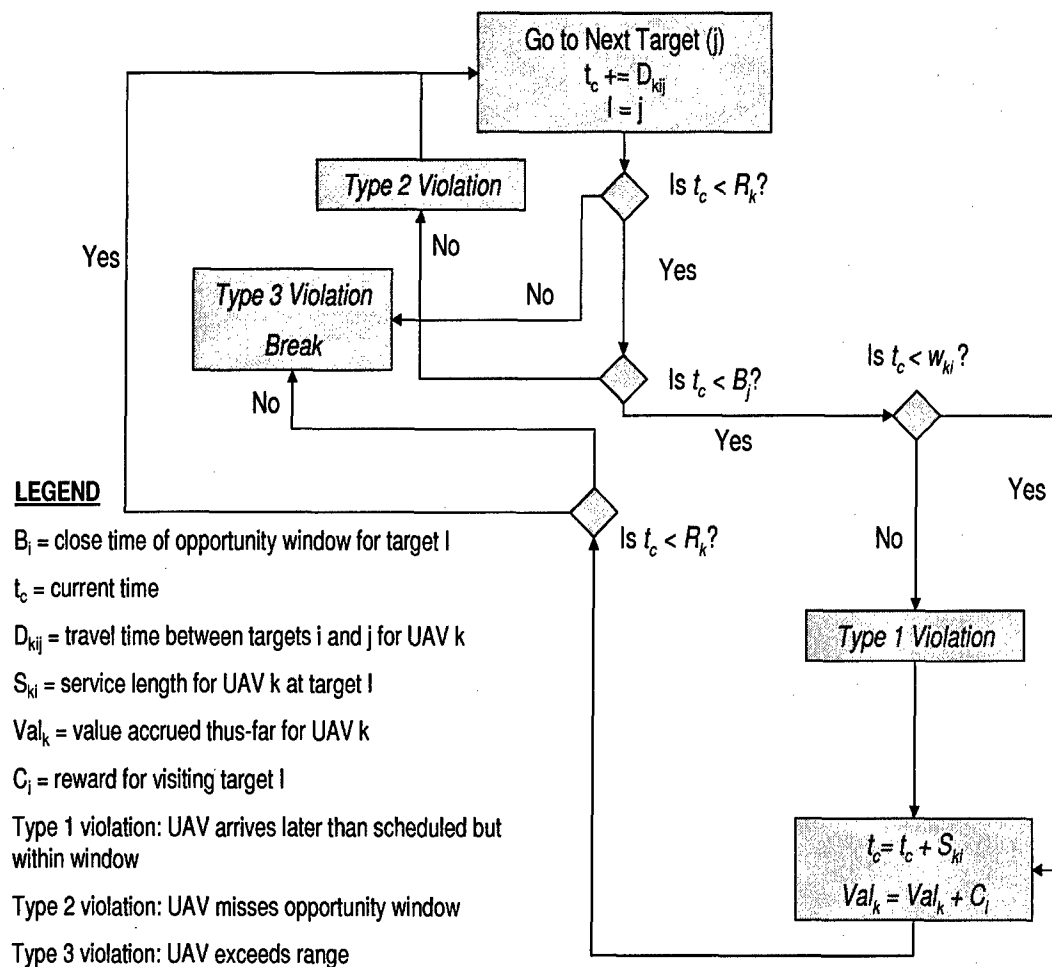 Go to Next Target (j)
t_c += D_kij
I = j
Is t_c < R_k?
Type 2 Violation
No
Yes
Yes
Type 3 Violation
Break
No
Is t_c < w_ki?
Is t_c < B_j?
No
Yes
Yes
LEGEND
B_i = close time of opportunity window for target I
Is t_c < R_k?
No
t_c = current time
D_kij = travel time between targets i and j for UAV k
Type 1 Violation
S_ki = service length for UAV k at target I
Val_k = value accrued thus-far for UAV k
C_i = reward for visiting target I
Type 1 violation: UAV arrives later than scheduled but
within window
t_c = t_c + S_ki
Val_k = Val_k + C_i
Type 2 violation: UAV misses opportunity window
Type 3 violation: UAV exceeds range